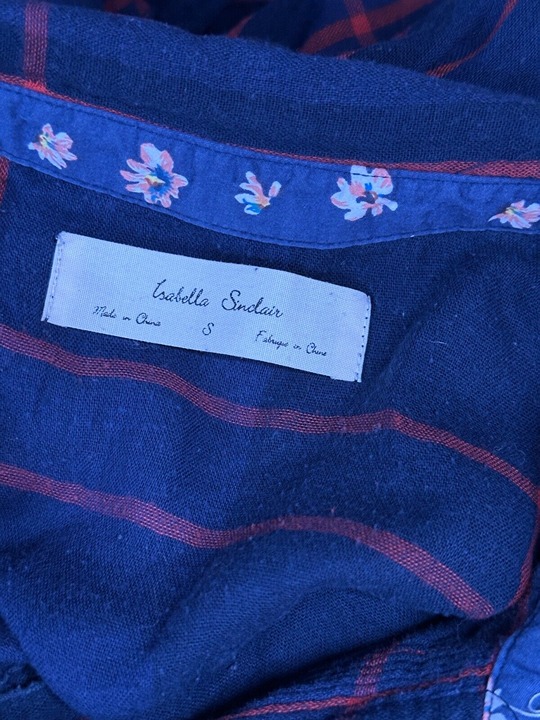 Isabella Sinclair
Made in China
S
Fabriqué en Chine